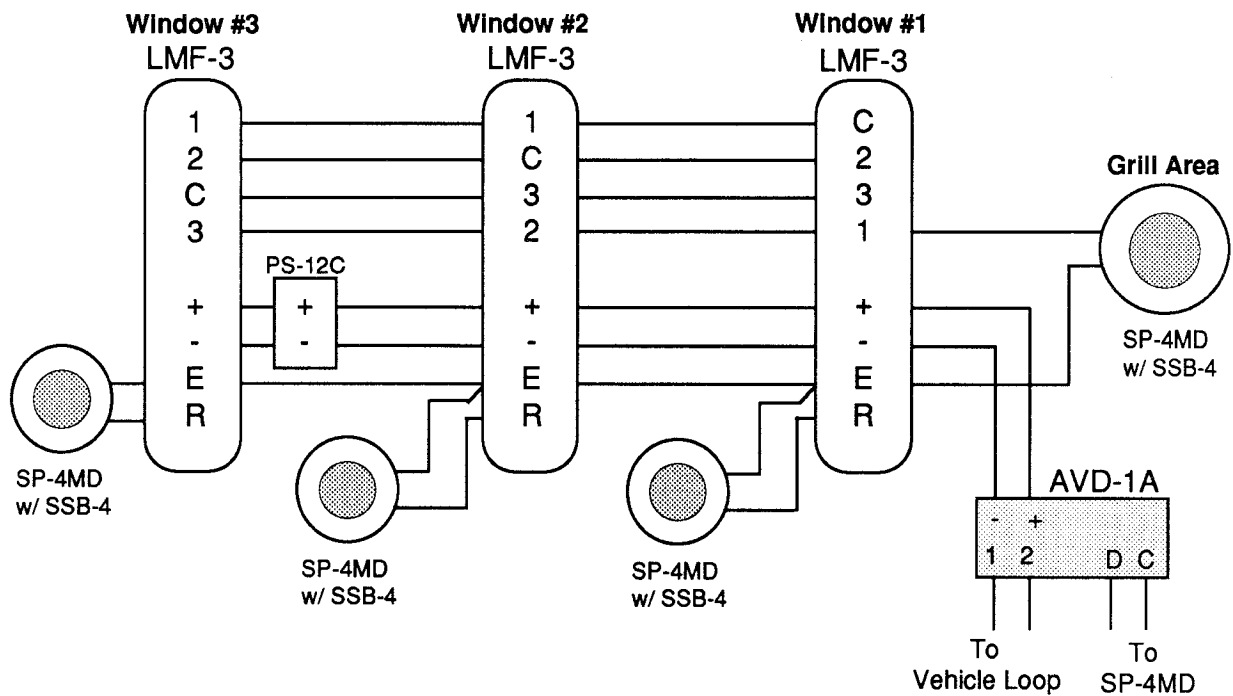 Window #3
LMF-3
1
2
C
3
+
-
E
R
PS-12C
+
-
SP-4MD
w/ SSB-4
Window #2
LMF-3
1
C
3
2
+
-
E
R
SP-4MD
w/ SSB-4
Window #1
LMF-3
C
2
3
1
+
-
E
R
SP-4MD
w/ SSB-4
Grill Area
SP-4MD
w/ SSB-4
AVD-1A
- +
1 2 D C
To
Vehicle Loop
To
SP-4MD